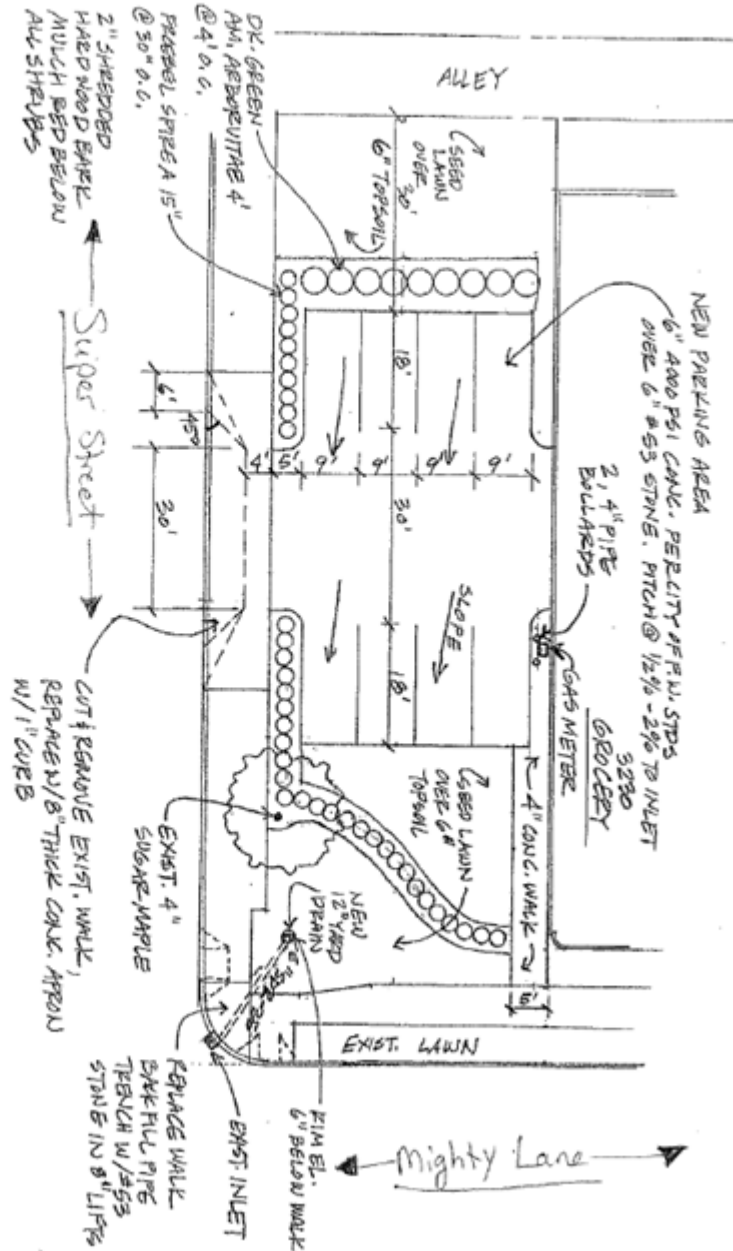 ALLEY
SEED
LAWN
OVER
6" TOPSOIL
30'
DK. GREEN
AM. ARBORVITAE 4'
@ 4' O.C.
FROEBEL SPIREA 15"
@ 30" O.C.
2" SHREDDED
HARDWOOD BARK
MULCH BED BELOW
ALL SHRUBS
NEW PARKING AREA
6" 4000 PSI CONC. PER CITY OF F.W. STDS
OVER 6" #53 STONE. PITCH @ 1/2% - 2% TO INLET
2, 4" PIPE
BOLLARDS
GAS METER
3230
GROCERY
18'
4'
5'
9'
9'
9'
9'
30'
6'
45°
30'
Super Street
SLOPE
18'
4" CONC. WALK
SEED LAWN
OVER 6"
TOPSOIL
CUT & REMOVE EXIST. WALK,
REPLACE W/ 8" THICK CONC. APRON
W/ 1" CURB
EXIST. 4"
SUGAR MAPLE
NEW
12" YARD
DRAIN
5'
EXIST. LAWN
RIM EL.
6" BELOW WALK
EXIST INLET
REPLACE WALK
BACKFILL PIPE
TRENCH W/ #53
STONE IN 8" LIFTS
Mighty Lane